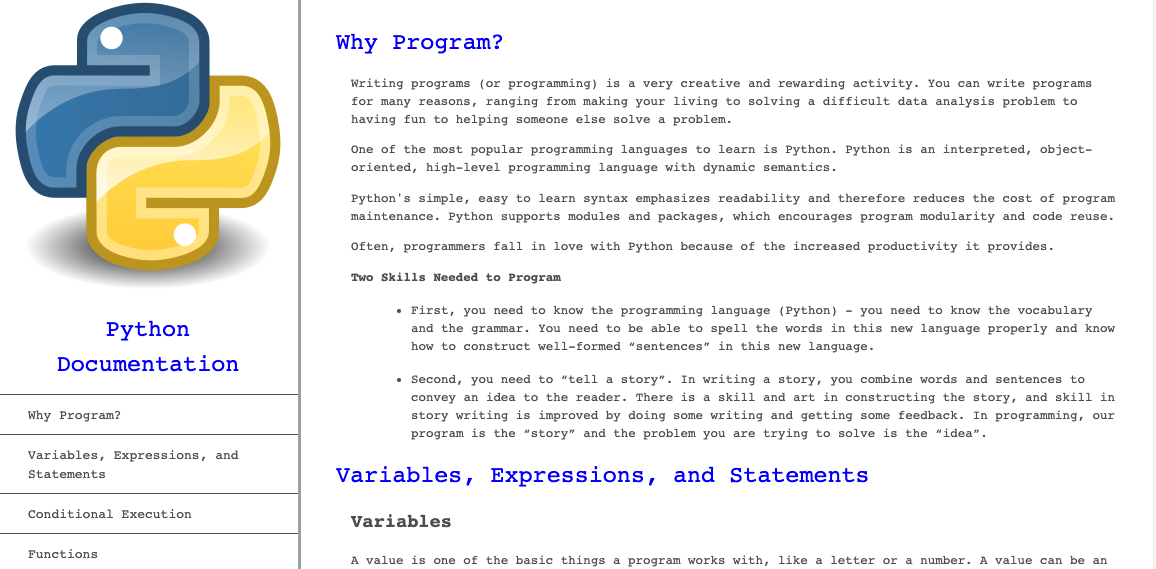 Python
Documentation
Why Program?
Variables, Expressions, and
Statements
Conditional Execution
Functions
Why Program?
Writing programs (or programming) is a very creative and rewarding activity. You can write programs
for many reasons, ranging from making your living to solving a difficult data analysis problem to
having fun to helping someone else solve a problem.
One of the most popular programming languages to learn is Python. Python is an interpreted, object-
oriented, high-level programming language with dynamic semantics.
Python's simple, easy to learn syntax emphasizes readability and therefore reduces the cost of program
maintenance. Python supports modules and packages, which encourages program modularity and code reuse.
Often, programmers fall in love with Python because of the increased productivity it provides.
Two Skills Needed to Program
• First, you need to know the programming language (Python) - you need to know the vocabulary
and the grammar. You need to be able to spell the words in this new language properly and know
how to construct well-formed “sentences” in this new language.
• Second, you need to “tell a story”. In writing a story, you combine words and sentences to
convey an idea to the reader. There is a skill and art in constructing the story, and skill in
story writing is improved by doing some writing and getting some feedback. In programming, our
program is the “story” and the problem you are trying to solve is the “idea”.
Variables, Expressions, and Statements
Variables
A value is one of the basic things a program works with, like a letter or a number. A value can be an